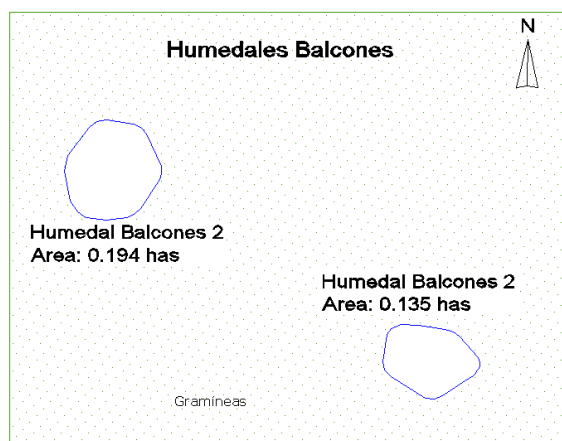 N
Humedales Balcones
Humedal Balcones 2
Area: 0.194 has
Humedal Balcones 2
Area: 0.135 has
Gramíneas